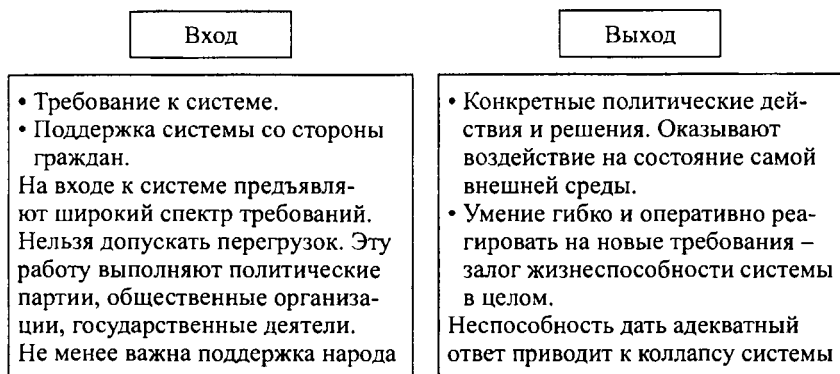 Вход
• Требование к системе.
• Поддержка системы со стороны
граждан.
На входе к системе предъявля-
ют широкий спектр требований.
Нельзя допускать перегрузок. Эту
работу выполняют политические
партии, общественные организа-
ции, государственные деятели.
Не менее важна поддержка народа
Выход
• Конкретные политические дей-
ствия и решения. Оказывают
воздействие на состояние самой
внешней среды.
• Умение гибко и оперативно реа-
гировать на новые требования –
залог жизнеспособности системы
в целом.
Неспособность дать адекватный
ответ приводит к коллапсу системы